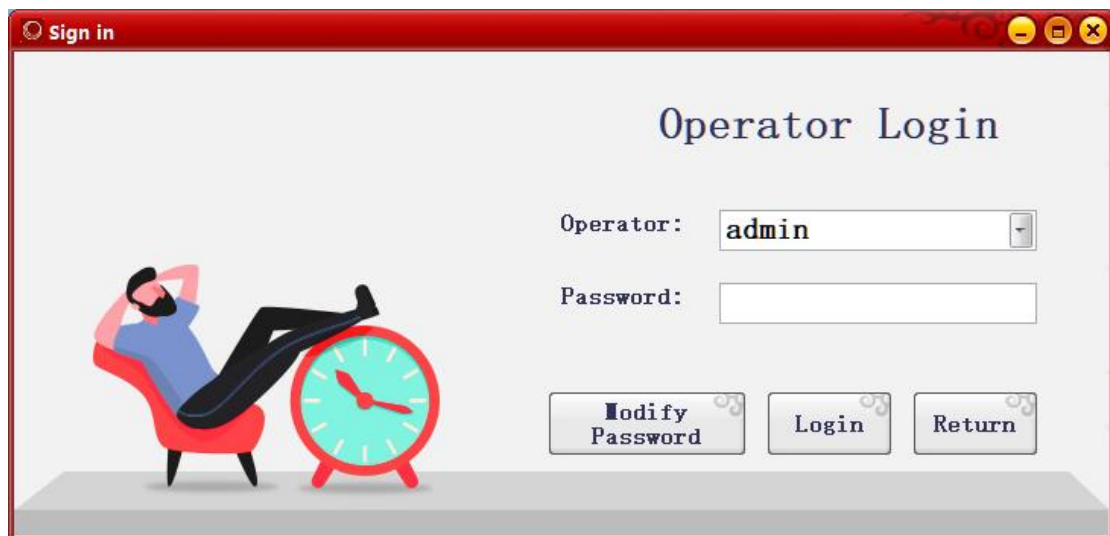 Sign in
Operator Login
Operator:
admin
Password:
Modify
Password
Login
Return